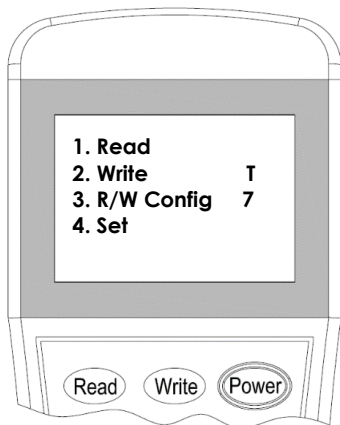 1. Read
2. Write T
3. R/W Config 7
4. Set
Read Write Power